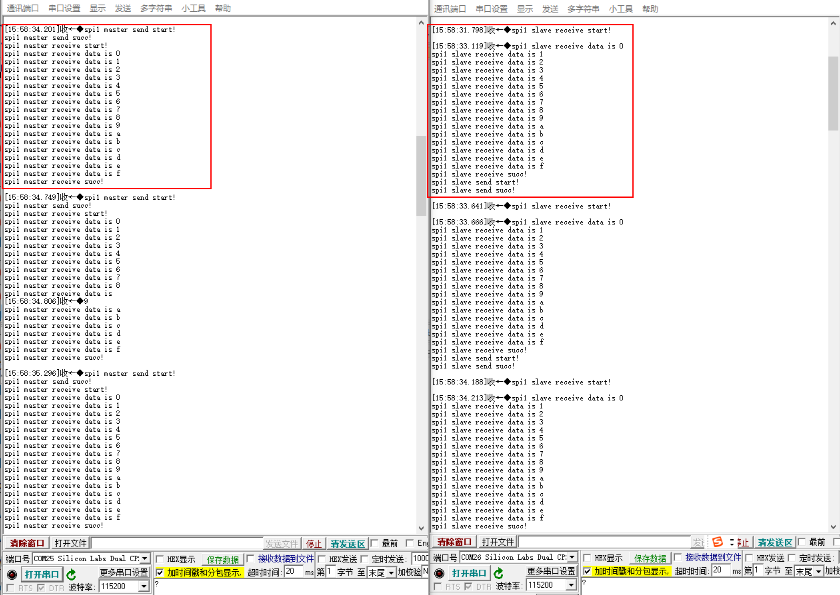 通讯端口 串口设置 显示 发送 多字符串 小工具 帮助
[15:58:34.201]收←◆spi1 master send start!
spi1 master send succ!
spi1 master receive start!
spi1 master receive data is 0
spi1 master receive data is 1
spi1 master receive data is 2
spi1 master receive data is 3
spi1 master receive data is 4
spi1 master receive data is 5
spi1 master receive data is 6
spi1 master receive data is 7
spi1 master receive data is 8
spi1 master receive data is 9
spi1 master receive data is a
spi1 master receive data is b
spi1 master receive data is c
spi1 master receive data is d
spi1 master receive data is e
spi1 master receive data is f
spi1 master receive succ!
[15:58:34.749]收←◆spi1 master send start!
spi1 master send succ!
spi1 master receive start!
spi1 master receive data is 0
spi1 master receive data is 1
spi1 master receive data is 2
spi1 master receive data is 3
spi1 master receive data is 4
spi1 master receive data is 5
spi1 master receive data is 6
spi1 master receive data is 7
spi1 master receive data is 8
spi1 master receive data is
[15:58:34.806]收←◆9
spi1 master receive data is a
spi1 master receive data is b
spi1 master receive data is c
spi1 master receive data is d
spi1 master receive data is e
spi1 master receive data is f
spi1 master receive succ!
[15:58:35.296]收←◆spi1 master send start!
spi1 master send succ!
spi1 master receive start!
spi1 master receive data is 0
spi1 master receive data is 1
spi1 master receive data is 2
spi1 master receive data is 3
spi1 master receive data is 4
spi1 master receive data is 5
spi1 master receive data is 6
spi1 master receive data is 7
spi1 master receive data is 8
spi1 master receive data is 9
spi1 master receive data is a
spi1 master receive data is b
spi1 master receive data is c
spi1 master receive data is d
spi1 master receive data is e
spi1 master receive data is f
spi1 master receive succ!
清除窗口 打开文件 发送文件 停止 清发送区 最前 En
端口号 COM25 Silicon Labs Dual CP HEX显示 保存数据 接收数据到文件 HEX发送 定时发送: 1000
打开串口 更多串口设置 加时间戳和分包显示. 超时时间: 20 ms 第1 字节 至 末尾 加校验
RTS DTR 波特率: 115200 ?
通讯端口 串口设置 显示 发送 多字符串 小工具 帮助
[15:58:31.798]收←◆spi1 slave receive start!
[15:58:33.119]收←◆spi1 slave receive data is 0
spi1 slave receive data is 1
spi1 slave receive data is 2
spi1 slave receive data is 3
spi1 slave receive data is 4
spi1 slave receive data is 5
spi1 slave receive data is 6
spi1 slave receive data is 7
spi1 slave receive data is 8
spi1 slave receive data is 9
spi1 slave receive data is a
spi1 slave receive data is b
spi1 slave receive data is c
spi1 slave receive data is d
spi1 slave receive data is e
spi1 slave receive data is f
spi1 slave receive succ!
spi1 slave send start!
spi1 slave send succ!
[15:58:33.641]收←◆spi1 slave receive start!
[15:58:33.666]收←◆spi1 slave receive data is 0
spi1 slave receive data is 1
spi1 slave receive data is 2
spi1 slave receive data is 3
spi1 slave receive data is 4
spi1 slave receive data is 5
spi1 slave receive data is 6
spi1 slave receive data is 7
spi1 slave receive data is 8
spi1 slave receive data is 9
spi1 slave receive data is a
spi1 slave receive data is b
spi1 slave receive data is c
spi1 slave receive data is d
spi1 slave receive data is e
spi1 slave receive data is f
spi1 slave receive succ!
spi1 slave send start!
spi1 slave send succ!
[15:58:34.188]收←◆spi1 slave receive start!
[15:58:34.213]收←◆spi1 slave receive data is 0
spi1 slave receive data is 1
spi1 slave receive data is 2
spi1 slave receive data is 3
spi1 slave receive data is 4
spi1 slave receive data is 5
spi1 slave receive data is 6
spi1 slave receive data is 7
spi1 slave receive data is 8
spi1 slave receive data is 9
spi1 slave receive data is a
spi1 slave receive data is b
spi1 slave receive data is c
spi1 slave receive data is d
spi1 slave receive data is e
spi1 slave receive data is f
spi1 slave receive succ!
清除窗口 打开文件 止 清发送区 最前
端口号 COM26 Silicon Labs Dual CP HEX显示 保存数据 接收数据到文件 HEX发送 定时发送:
打开串口 更多串口设置 加时间戳和分包显示. 超时时间: 20 ms 第1 字节 至 末尾 加校
RTS DTR 波特率: 115200 ?